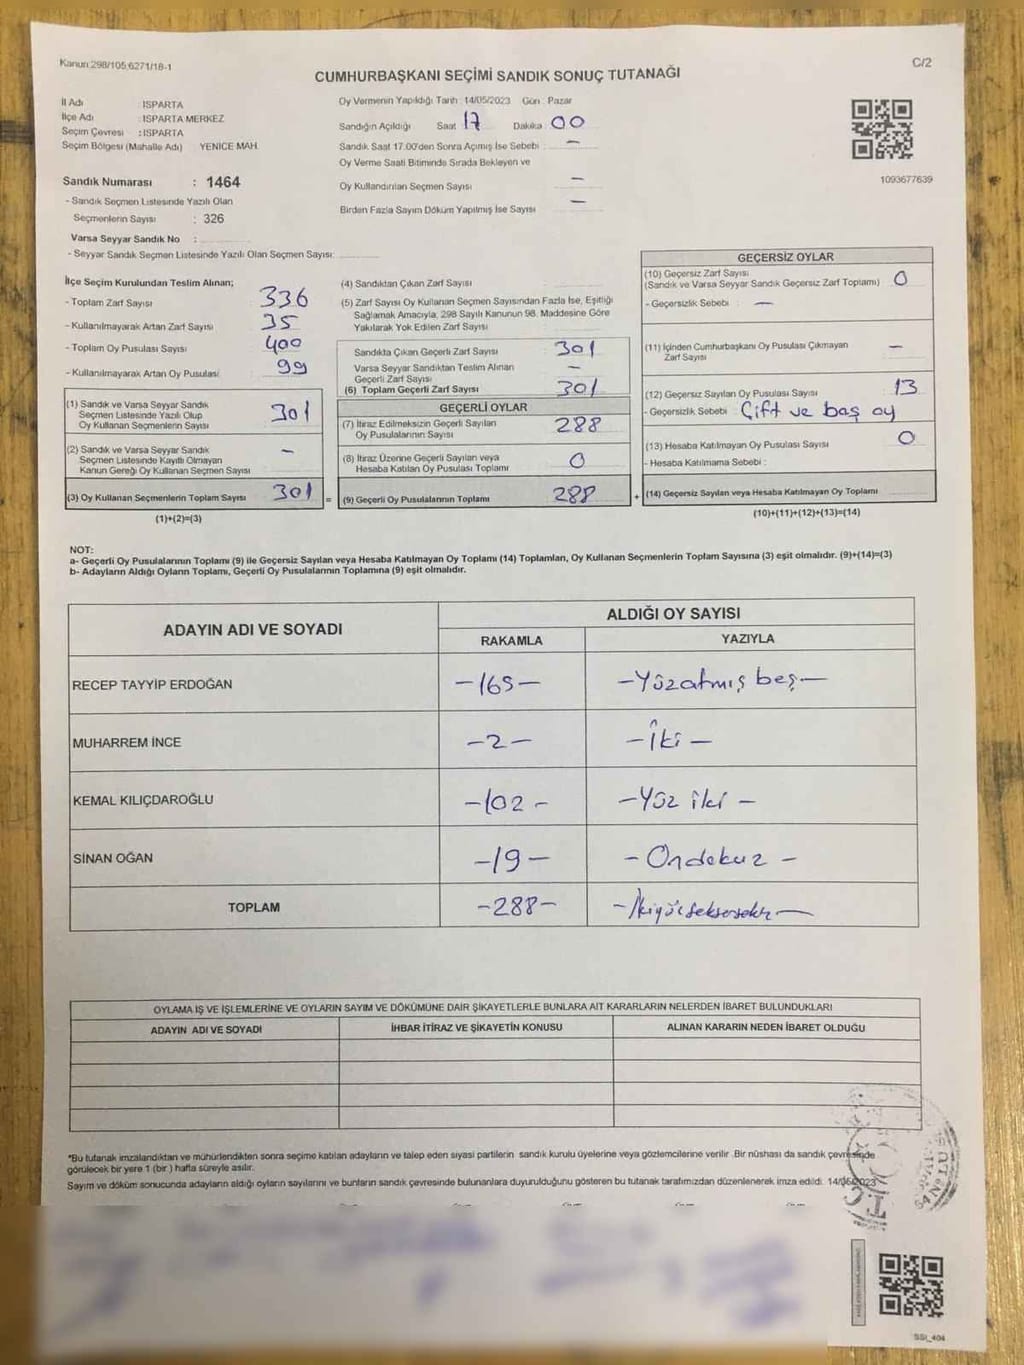 Kanun 298/105,6271/18-1
C/2
CUMHURBAŞKANI SEÇİMİ SANDIK SONUÇ TUTANAĞI
İl Adı : ISPARTA
İlçe Adı : ISPARTA MERKEZ
Seçim Çevresi : ISPARTA
Seçim Bölgesi (Mahalle Adı) YENİCE MAH.
Sandık Numarası : 1464
- Sandık Seçmen Listesinde Yazılı Olan
Seçmenlerin Sayısı : 326
Varsa Seyyar Sandık No :
- Seyyar Sandık Seçmen Listesinde Yazılı Olan Seçmen Sayısı:
Oy Vermenin Yapıldığı Tarih : 14/05/2023 Gün : Pazar
Sandığın Açıldığı Saat 17 Dakika 00
Sandık Saat 17.00'den Sonra Açılmış İse Sebebi : —
Oy Verme Saati Bitiminde Sırada Bekleyen ve
Oy Kullandırılan Seçmen Sayısı —
Birden Fazla Sayım Döküm Yapılmış İse Sayısı —
1093677639
İlçe Seçim Kurulundan Teslim Alınan;
- Toplam Zarf Sayısı 336
- Kullanılmayarak Artan Zarf Sayısı 35
- Toplam Oy Pusulası Sayısı 400
- Kullanılmayarak Artan Oy Pusulası 99
(1) Sandık ve Varsa Seyyar Sandık
Seçmen Listesinde Yazılı Olup
Oy Kullanan Seçmenlerin Sayısı 301
(2) Sandık ve Varsa Seyyar Sandık
Seçmen Listesinde Kayıtlı Olmayan
Kanun Gereği Oy Kullanan Seçmen Sayısı —
(3) Oy Kullanan Seçmenlerin Toplam Sayısı 301
(1)+(2)=(3)
=
(4) Sandıktan Çıkan Zarf Sayısı
(5) Zarf Sayısı Oy Kullanan Seçmen Sayısından Fazla İse, Eşitliği
Sağlamak Amacıyla, 298 Sayılı Kanunun 98. Maddesine Göre
Yakılarak Yok Edilen Zarf Sayısı
Sandıkta Çıkan Geçerli Zarf Sayısı 301
Varsa Seyyar Sandıktan Teslim Alınan
Geçerli Zarf Sayısı —
(6) Toplam Geçerli Zarf Sayısı 301
GEÇERLİ OYLAR
(7) İtiraz Edilmeksizin Geçerli Sayılan
Oy Pusulalarının Sayısı 288
(8) İtiraz Üzerine Geçerli Sayılan veya
Hesaba Katılan Oy Pusulası Toplamı 0
(9) Geçerli Oy Pusulalarının Toplamı 288
+
GEÇERSİZ OYLAR
(10) Geçersiz Zarf Sayısı
(Sandık ve Varsa Seyyar Sandık Geçersiz Zarf Toplamı) 0
- Geçersizlik Sebebi : —
(11) İçinden Cumhurbaşkanı Oy Pusulası Çıkmayan
Zarf Sayısı —
(12) Geçersiz Sayılan Oy Pusulası Sayısı 13
- Geçersizlik Sebebi : Çift ve baş oy
(13) Hesaba Katılmayan Oy Pusulası Sayısı 0
- Hesaba Katılmama Sebebi :
(14) Geçersiz Sayılan veya Hesaba Katılmayan Oy Toplamı
(10)+(11)+(12)+(13)=(14)
NOT:
a- Geçerli Oy Pusulalarının Toplamı (9) ile Geçersiz Sayılan veya Hesaba Katılmayan Oy Toplamı (14) Toplamları, Oy Kullanan Seçmenlerin Toplam Sayısına (3) eşit olmalıdır. (9)+(14)=(3)
b- Adayların Aldığı Oyların Toplamı, Geçerli Oy Pusulalarının Toplamına (9) eşit olmalıdır.
ADAYIN ADI VE SOYADI
ALDIĞI OY SAYISI
RAKAMLA YAZIYLA
RECEP TAYYİP ERDOĞAN -165- -Yüzatmış beş-
MUHARREM İNCE -2- -İki-
KEMAL KILIÇDAROĞLU -102- -Yüz iki-
SİNAN OĞAN -19- -Ondokuz-
TOPLAM -288- -İkiyüzseksensekiz-
OYLAMA İŞ VE İŞLEMLERİNE VE OYLARIN SAYIM VE DÖKÜMÜNE DAİR ŞİKAYETLERLE BUNLARA AİT KARARLARIN NELERDEN İBARET BULUNDUKLARI
ADAYIN ADI VE SOYADI İHBAR İTİRAZ VE ŞİKAYETİN KONUSU ALINAN KARARIN NEDEN İBARET OLDUĞU
*Bu tutanak imzalandıktan ve mühürlendikten sonra seçime katılan adayların ve talep eden siyasi partilerin sandık kurulu üyelerine veya gözlemcilerine verilir. Bir nüshası da sandık çevresinde
görülecek bir yere 1 (bir) hafta süreyle asılır.
Sayım ve döküm sonucunda adayların aldığı oyların sayılarını ve bunların sandık çevresinde bulunanlara duyurulduğunu gösteren bu tutanak tarafımızdan düzenlenerek imza edildi. 14/05/2023
T.C.
SSİ_404